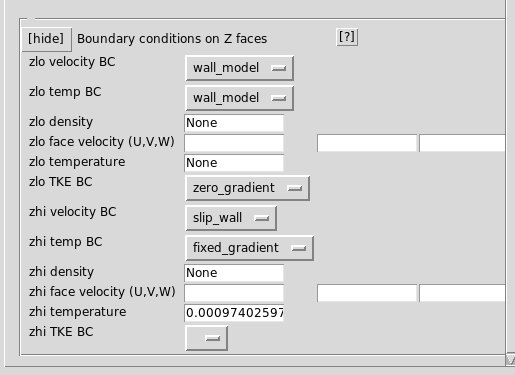 [hide] Boundary conditions on Z faces [?]
zlo velocity BC wall_model
zlo temp BC wall_model
zlo density None
zlo face velocity (U,V,W)
zlo temperature None
zlo TKE BC zero_gradient
zhi velocity BC slip_wall
zhi temp BC fixed_gradient
zhi density None
zhi face velocity (U,V,W)
zhi temperature 0.00097402597
zhi TKE BC